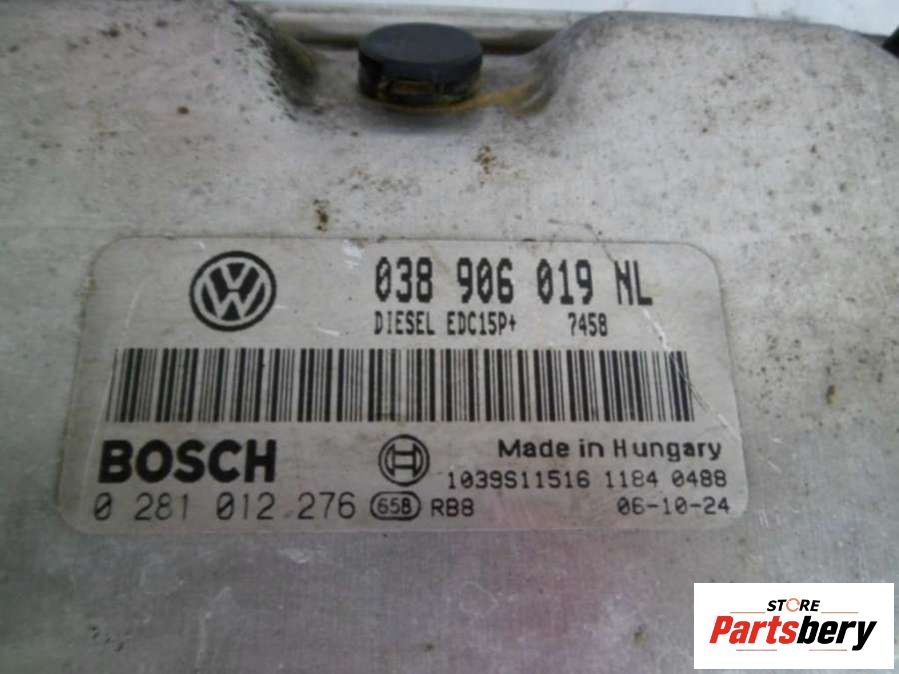 VW
038 906 019 NL
DIESEL EDC15P+ 7458
BOSCH
Made in Hungary
1039S11516 1184 0488
0 281 012 276 658 RB8 06-10-24
STORE
Partsbery